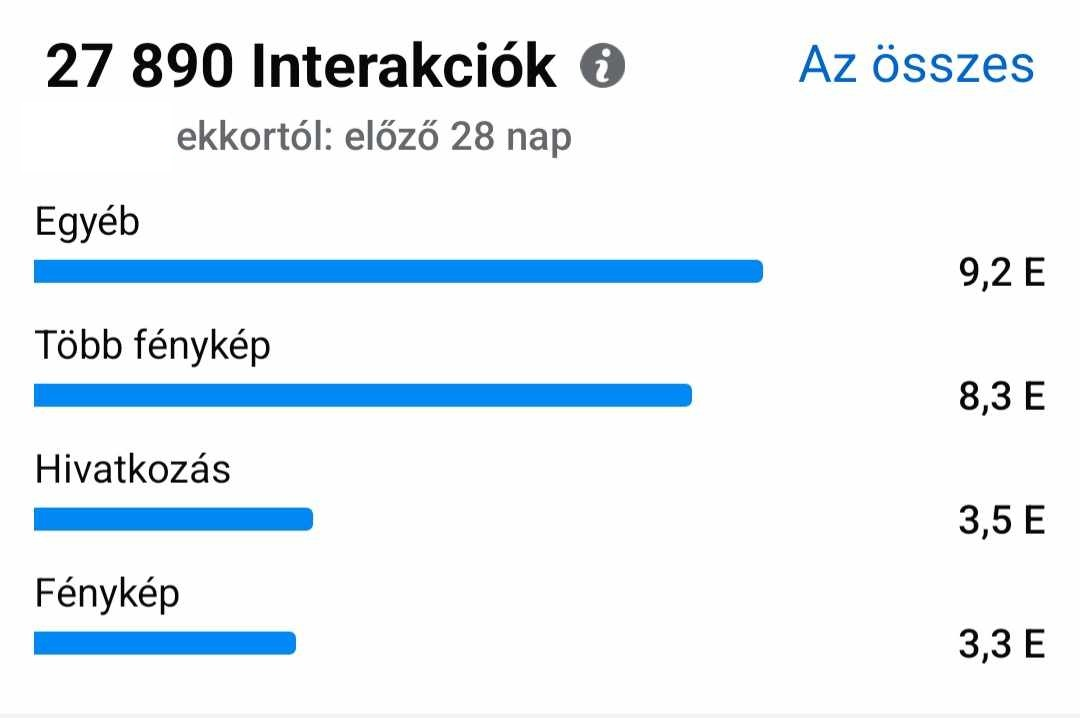 27 890 Interakciók Az összes
ekkortól: előző 28 nap
Egyéb
9,2 E
Több fénykép
8,3 E
Hivatkozás
3,5 E
Fénykép
3,3 E